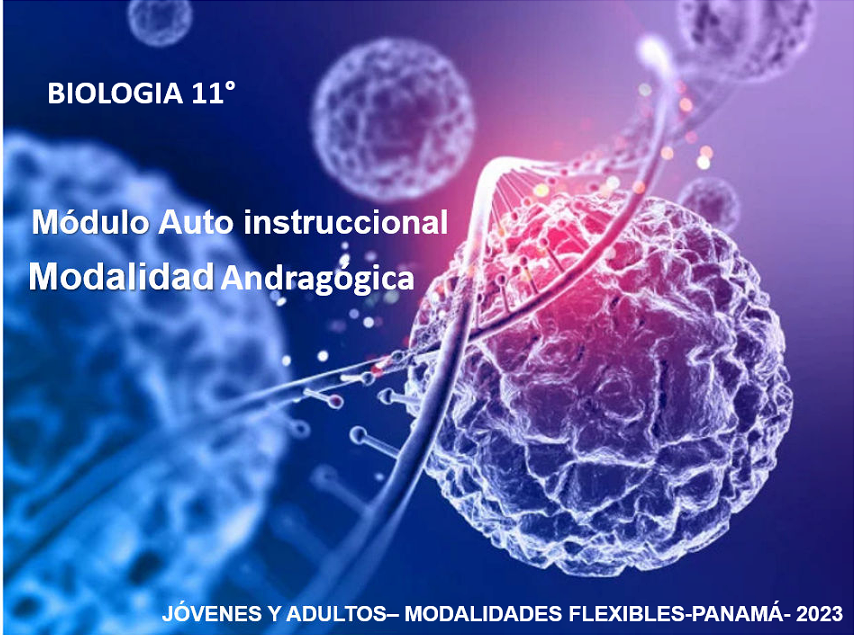 BIOLOGIA 11°
Módulo Auto instruccional
Modalidad Andragógica
JÓVENES Y ADULTOS– MODALIDADES FLEXIBLES-PANAMÁ- 2023